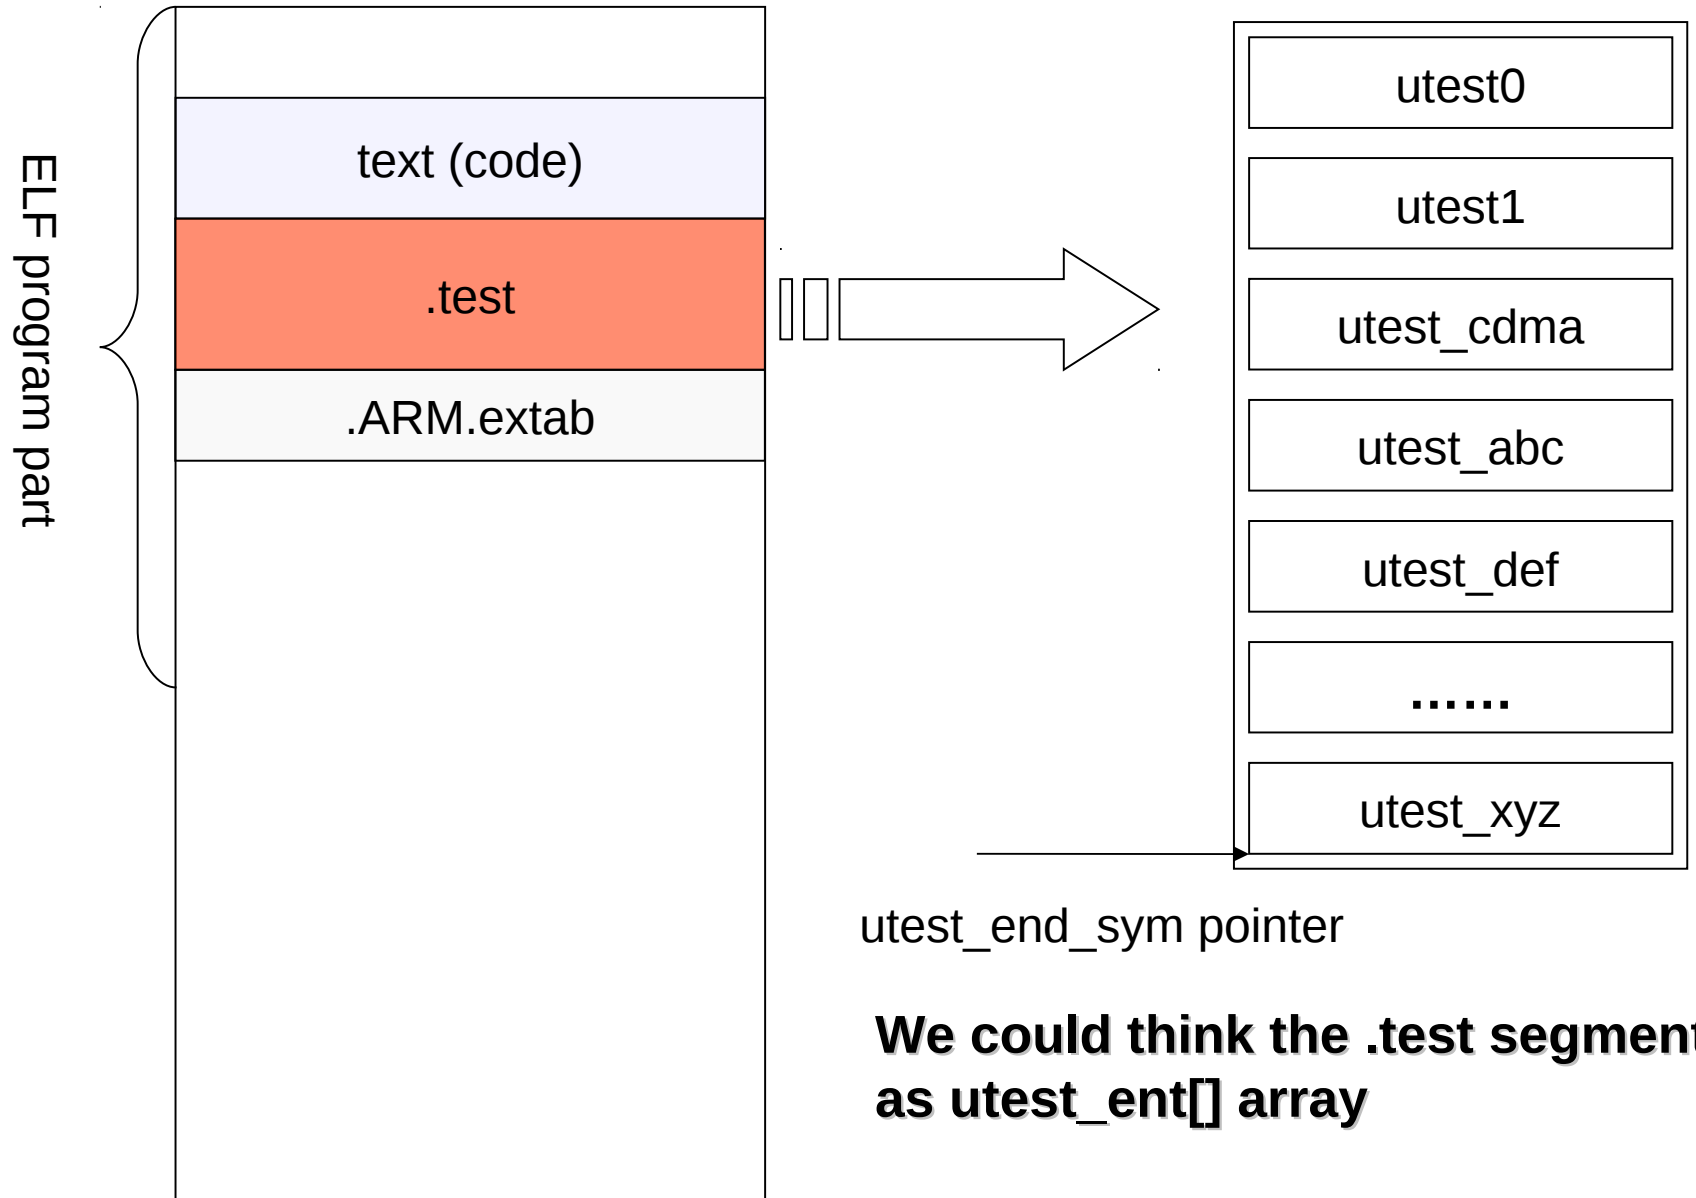 ELF program part
text (code)
.test
.ARM.extab
utest0
utest1
utest_cdma
utest_abc
utest_def
……
utest_xyz
utest_end_sym pointer
We could think the .test segment
as utest_ent[] array